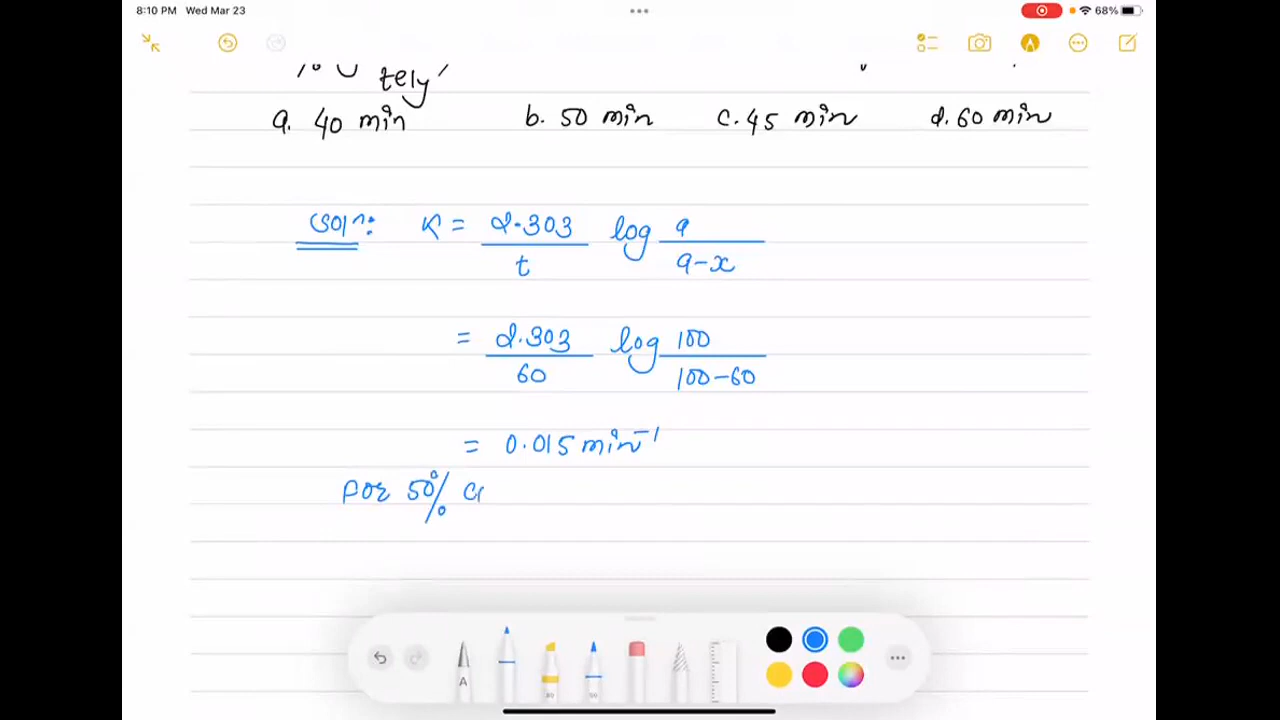 8:10 PM Wed Mar 23 68%
tely
a. 40 min b. 50 min c. 45 min d. 60 min
Solⁿ: K = 2.303 / t log a / a-x
= 2.303 / 60 log 100 / 100-60
= 0.015 min⁻¹
For 50% c
A